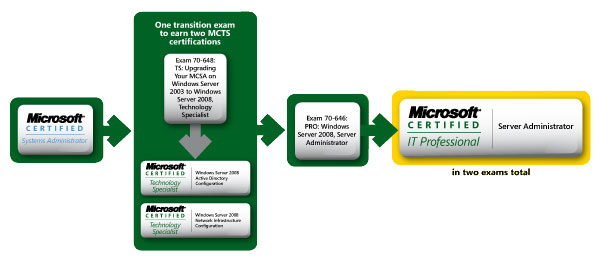 Microsoft
CERTIFIED
Systems Administrator
One transition exam
to earn two MCTS
certifications
Exam 70-648:
TS: Upgrading
Your MCSA on
Windows Server
2003 to Windows
Server 2008,
Technology
Specialist
Microsoft
CERTIFIED
Technology
Specialist
Windows Server 2008
Active Directory
Configuration
Microsoft
CERTIFIED
Technology
Specialist
Windows Server 2008
Network Infrastructure
Configuration
Exam 70-646:
PRO: Windows
Server 2008, Server
Administrator
Microsoft
CERTIFIED
IT Professional
Server Administrator
in two exams total